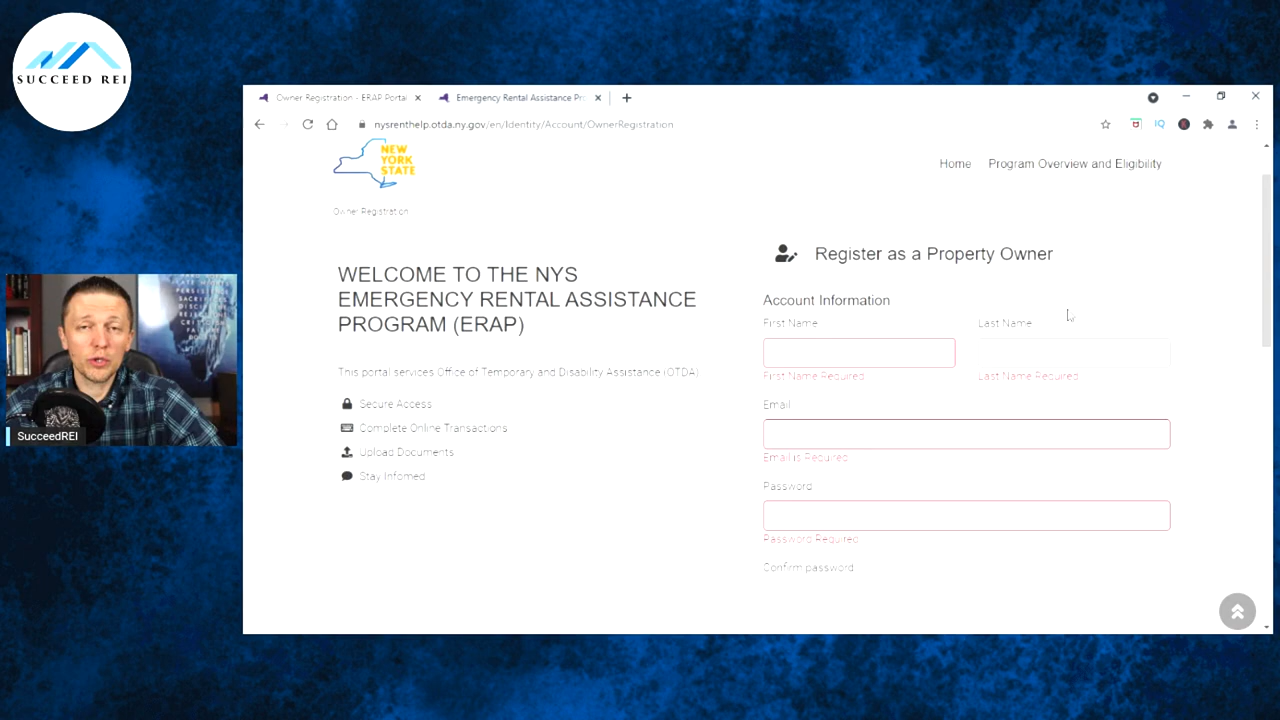 SUCCEED REI
Owner Registration - ERAP Portal
Emergency Rental Assistance Pr
nysrenthelp.otda.ny.gov/en/Identity/Account/OwnerRegistration
IQ
NEW
YORK
STATE
Home
Program Overview and Eligibility
Owner Registration
Register as a Property Owner
WELCOME TO THE NYS
EMERGENCY RENTAL ASSISTANCE
PROGRAM (ERAP)
This portal services Office of Temporary and Disability Assistance (OTDA)
Secure Access
Complete Online Transactions
Upload Documents
Stay Infomed
Account Information
First Name
Last Name
First Name Required
Last Name Required
Email
Email is Required
Password
Password Required
Confirm password
SucceedREI